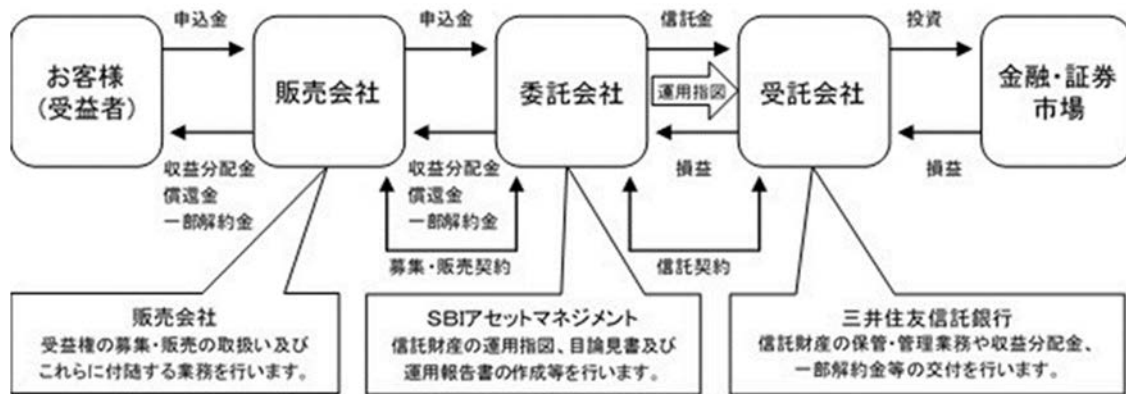 申込金
申込金
信託金
投資
お客様
(受益者)
販売会社
委託会社
運用指図
受託会社
金融・証券
市場
収益分配金
償還金
一部解約金
収益分配金
償還金
一部解約金
損益
損益
募集・販売契約
信託契約
販売会社
受益権の募集・販売の取扱い及び
これらに付随する業務を行います。
SBIアセットマネジメント
信託財産の運用指図、目論見書及び
運用報告書の作成等を行います。
三井住友信託銀行
信託財産の保管・管理業務や収益分配金、
一部解約金等の交付を行います。